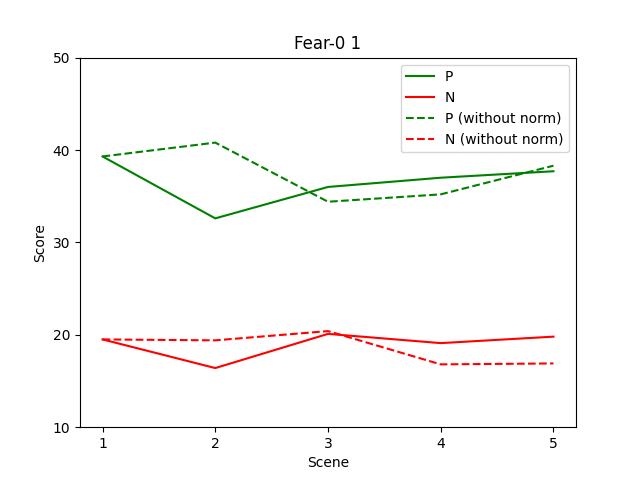 Fear-0 1
P
N
P (without norm)
N (without norm)
50
40
30
20
10
Score
1 2 3 4 5
Scene